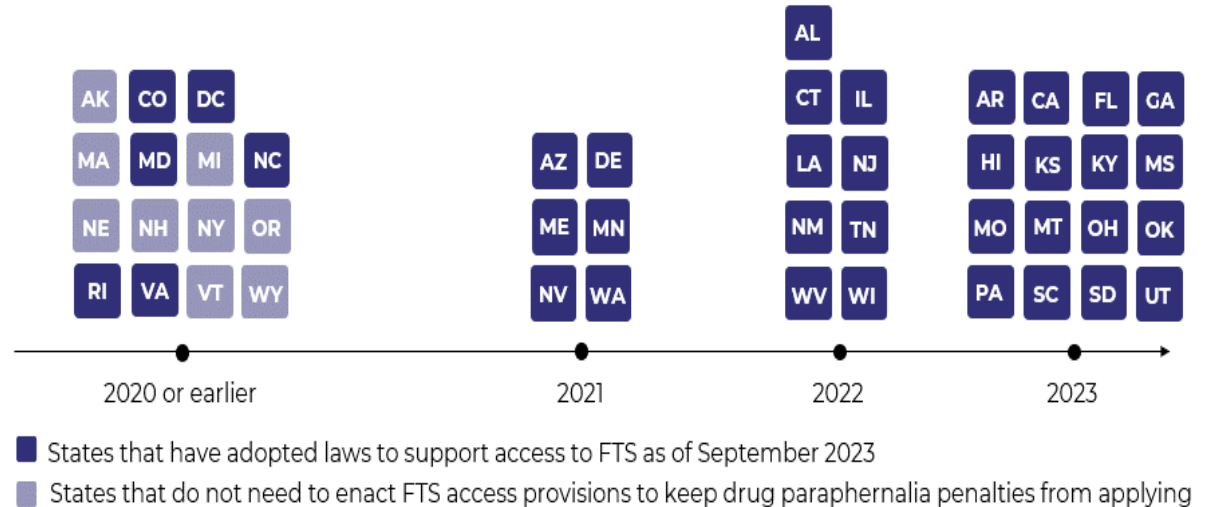 AL
AK CO DC CT IL AR CA FL GA
MA MD MI NC AZ DE LA NJ HI KS KY MS
NE NH NY OR ME MN NM TN MO MT OH OK
RI VA VT WY NV WA WV WI PA SC SD UT
2020 or earlier 2021 2022 2023
States that have adopted laws to support access to FTS as of September 2023
States that do not need to enact FTS access provisions to keep drug paraphernalia penalties from applying